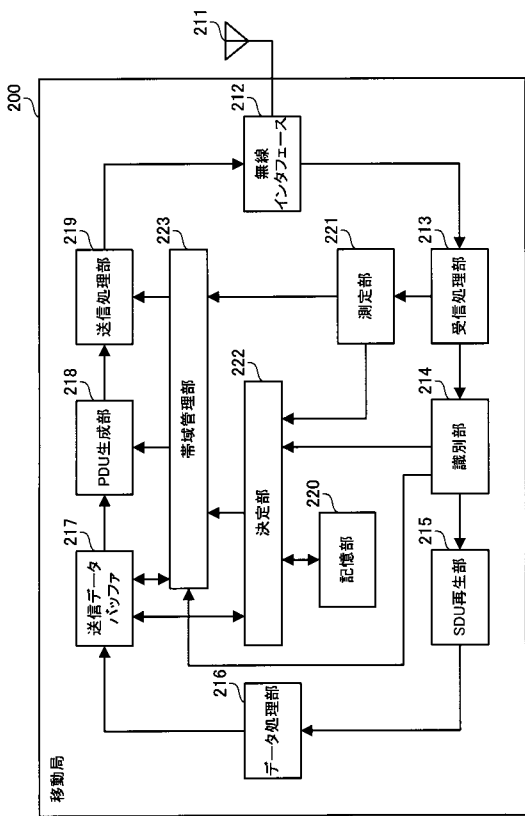 移動局
200
211
212
無線
インタフェース
219
送信処理部
218
PDU生成部
217
送信データ
バッファ
223
帯域管理部
221
測定部
213
受信処理部
222
決定部
214
識別部
220
記憶部
215
SDU再生部
216
データ処理部